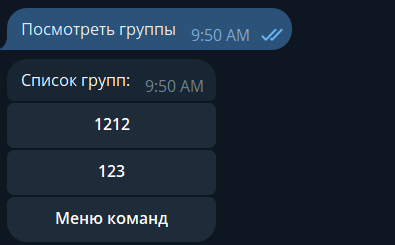 Посмотреть группы 9:50 AM
Список групп: 9:50 AM
1212
123
Меню команд